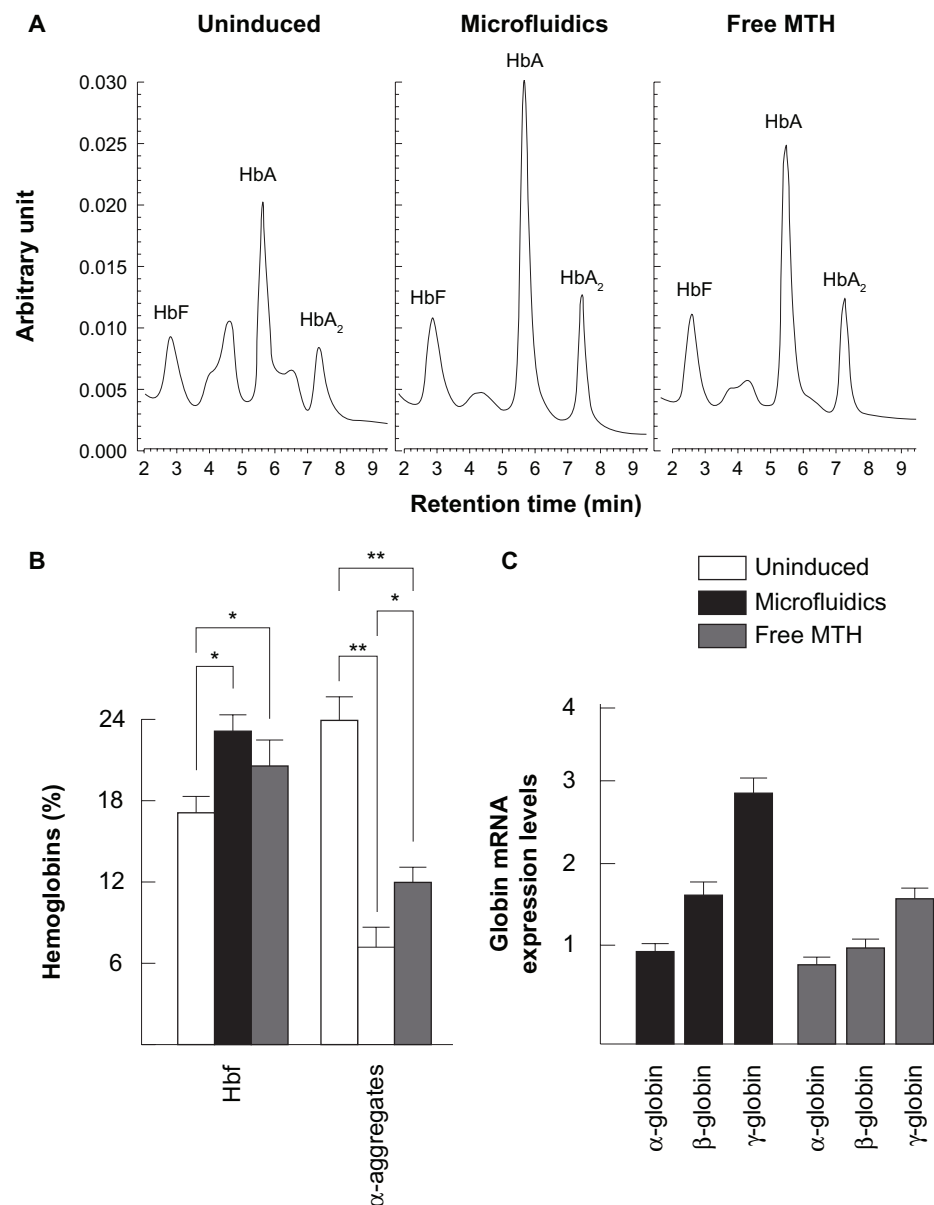 A
Uninduced
Microfluidics
Free MTH
Arbitrary unit
0.030
0.025
0.020
0.015
0.010
0.005
0.000
HbF
HbA
HbA2
HbF
HbA
HbA2
HbF
HbA
HbA2
2 3 4 5 6 7 8 9
2 3 4 5 6 7 8 9
2 3 4 5 6 7 8 9
Retention time (min)
B
Hemoglobins (%)
24
18
12
6
*
*
**
*
**
Hbf
α-aggregates
C
Uninduced
Microfluidics
Free MTH
Globin mRNA
expression levels
4
3
2
1
α-globin
β-globin
γ-globin
α-globin
β-globin
γ-globin